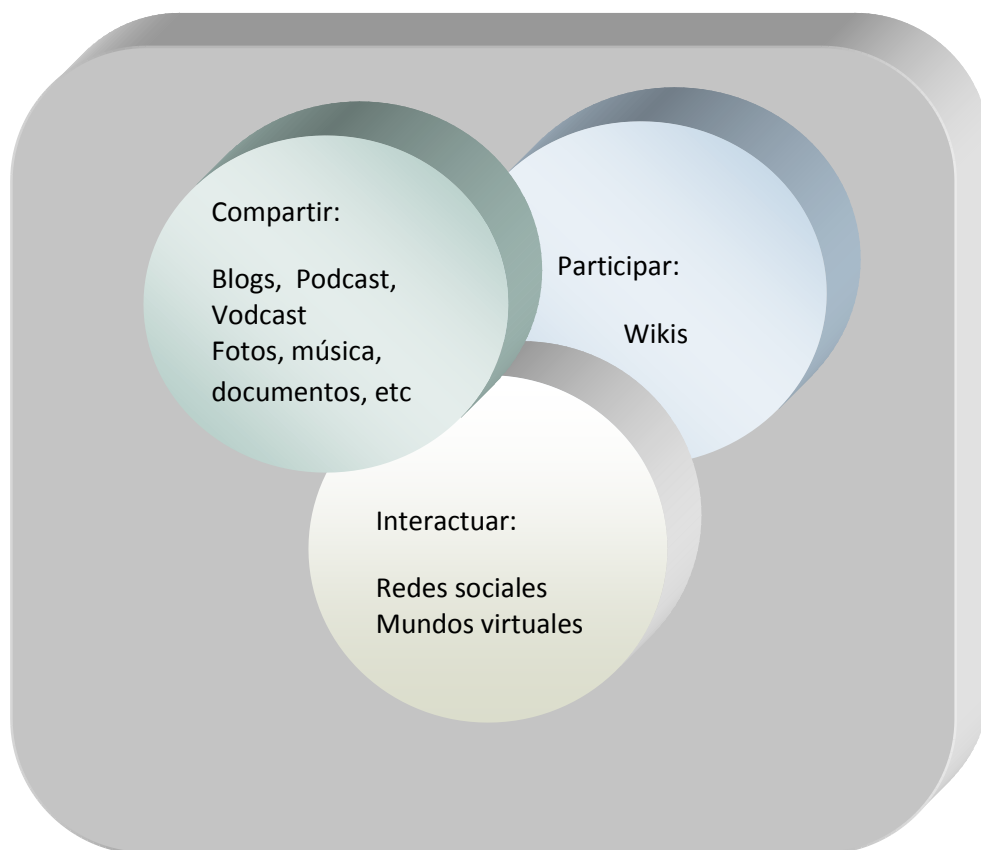 Compartir:
Blogs, Podcast,
Vodcast
Fotos, música,
documentos, etc
Participar:
Wikis
Interactuar:
Redes sociales
Mundos virtuales